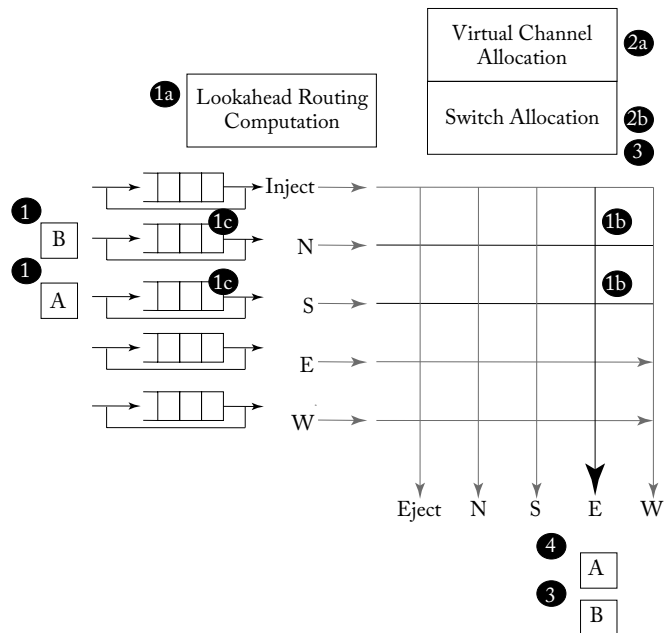 Virtual Channel
Allocation
2a
1a
Lookahead Routing
Computation
Switch Allocation
2b
3
Inject
1
B
1c
N
1b
1
A
1c
S
1b
E
W
Eject N S E W
4
A
3
B